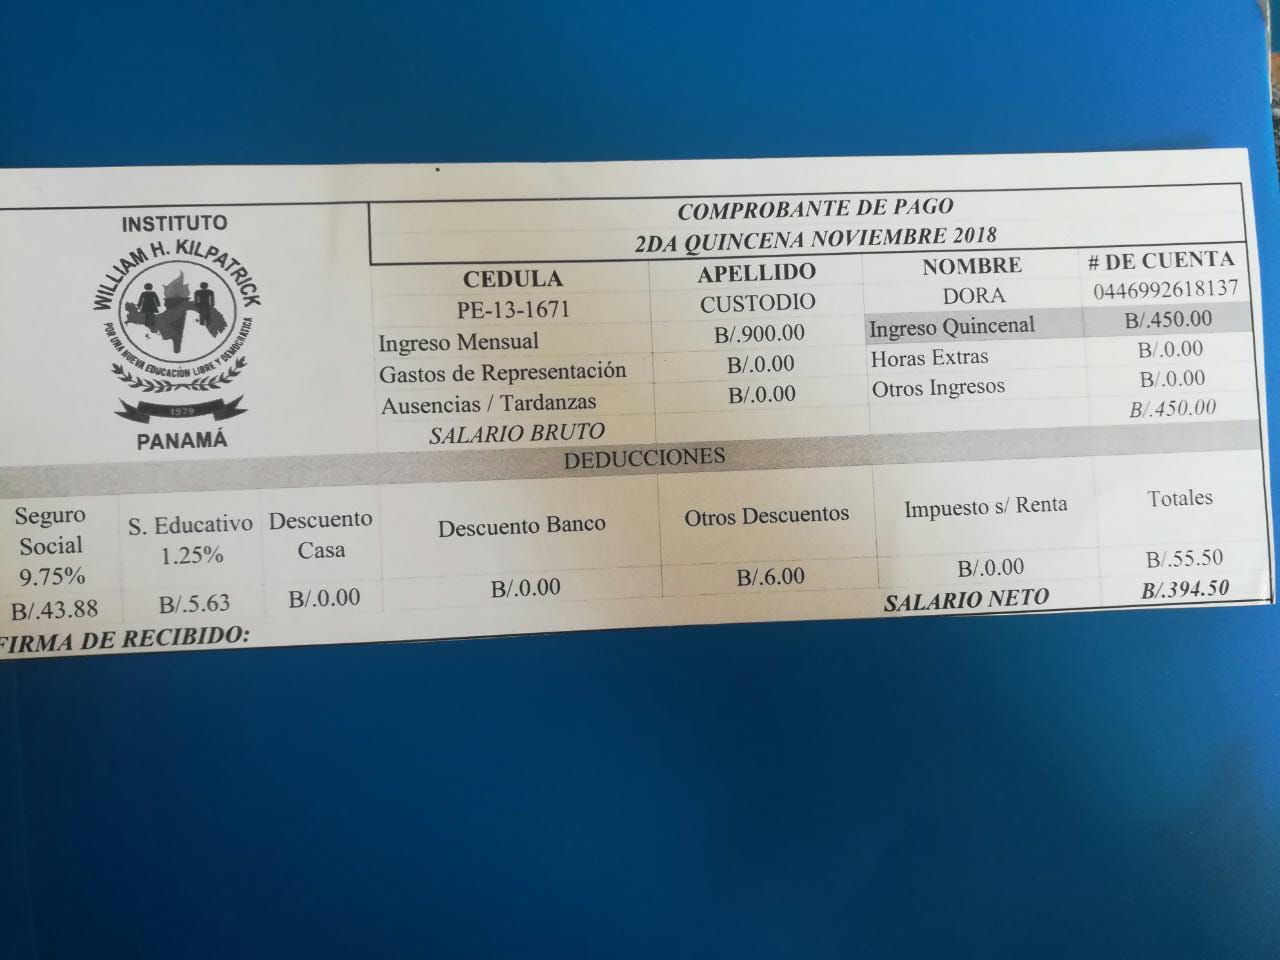 INSTITUTO
WILLIAM H. KILPATRICK
POR UNA NUEVA EDUCACIÓN LIBRE Y DEMOCRATICA
1979
PANAMÁ
COMPROBANTE DE PAGO
2DA QUINCENA NOVIEMBRE 2018
CEDULA APELLIDO NOMBRE # DE CUENTA
PE-13-1671 CUSTODIO DORA 0446992618137
Ingreso Mensual B/.900.00 Ingreso Quincenal B/.450.00
Gastos de Representación B/.0.00 Horas Extras B/.0.00
Ausencias / Tardanzas B/.0.00 Otros Ingresos B/.0.00
SALARIO BRUTO B/.450.00
DEDUCCIONES
Seguro Social 9.75% S. Educativo 1.25% Descuento Casa Descuento Banco Otros Descuentos Impuesto s/ Renta Totales
B/.43.88 B/.5.63 B/.0.00 B/.0.00 B/.6.00 B/.0.00 B/.55.50
SALARIO NETO B/.394.50
FIRMA DE RECIBIDO: